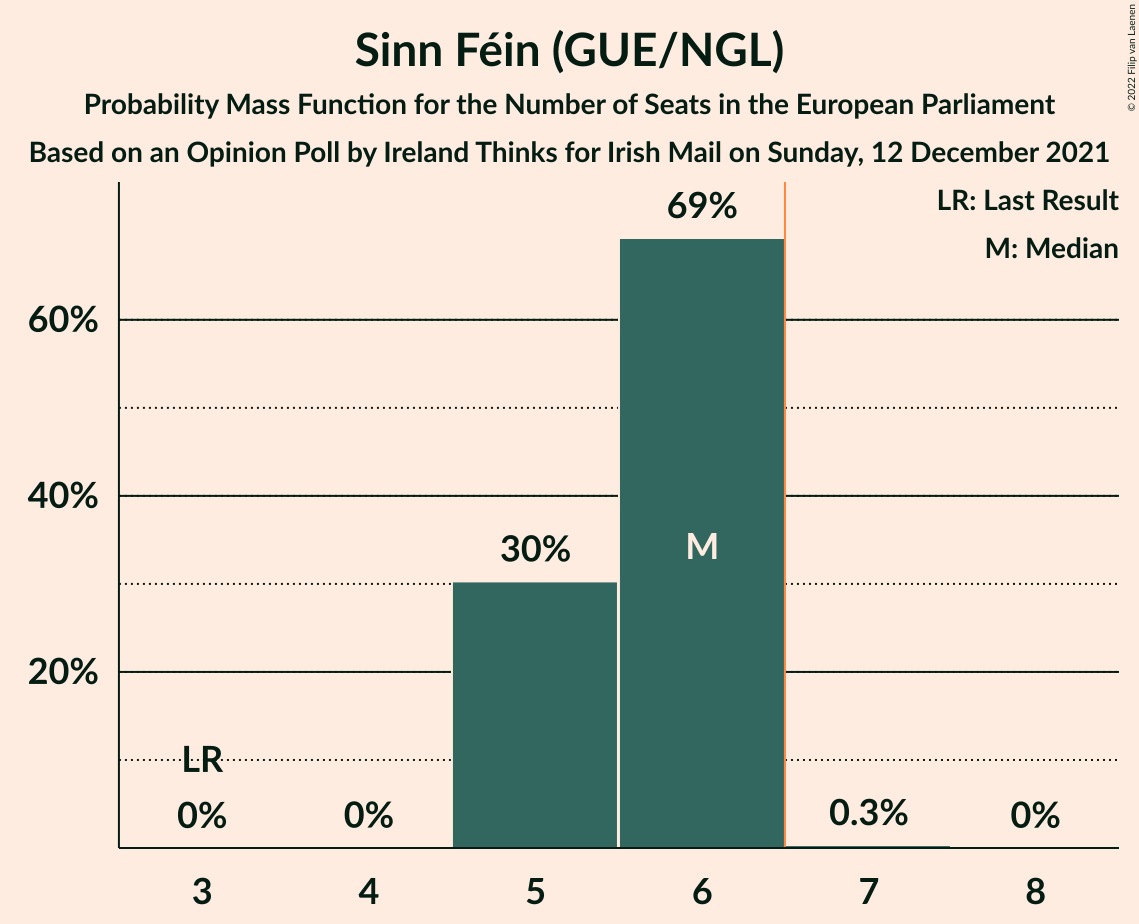 Sinn Féin (GUE/NGL)
Probability Mass Function for the Number of Seats in the European Parliament
Based on an Opinion Poll by Ireland Thinks for Irish Mail on Sunday, 12 December 2021
© 2022 Filip van Laenen
LR: Last Result
M: Median
69%
60%
40%
30%
M
20%
LR
0%
0%
0.3%
0%
3 4 5 6 7 8